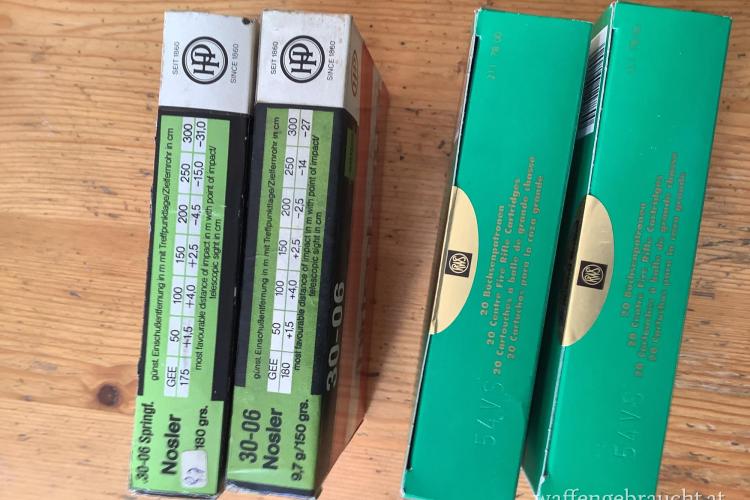 SEIT 1860
HP
SINCE 1860
günst. Einschußentfernung in m mit Treffpunktlage/Zielfernrohr in cm
GEE 50 100 150 200 250 300
175 +1,5 +4,0 +2,5 -4,5 -15,0 -31,0
most favourable distance of impact in m with point of impact/
telescopic sight in cm
.30-06 Springf.
Nosler
180 grs.
SEIT 1860
HP
SINCE 1860
günst. Einschußentfernung in m mit Treffpunktlage/Zielfernrohr in cm
GEE 50 100 150 200 250 300
180 +1,5 +4,0 +2,5 -2,5 -14 -27
most favourable distance of impact in m with point of impact/
telescopic sight in cm
30-06
Nosler
9,7 g/150 grs.
30-06
211 78 00
RWS
20 Büchsenpatronen
20 Centre Fire Rifle Cartridges
20 Cartouches à balle de grande chasse
20 Cartuchos para la caza grande
54VS
RWS
20 Büchsenpatronen
20 Centre Fire Rifle Cartridges
20 Cartouches à balle de grande chasse
20 Cartuchos para la caza grande
54VS
waffengebraucht.at